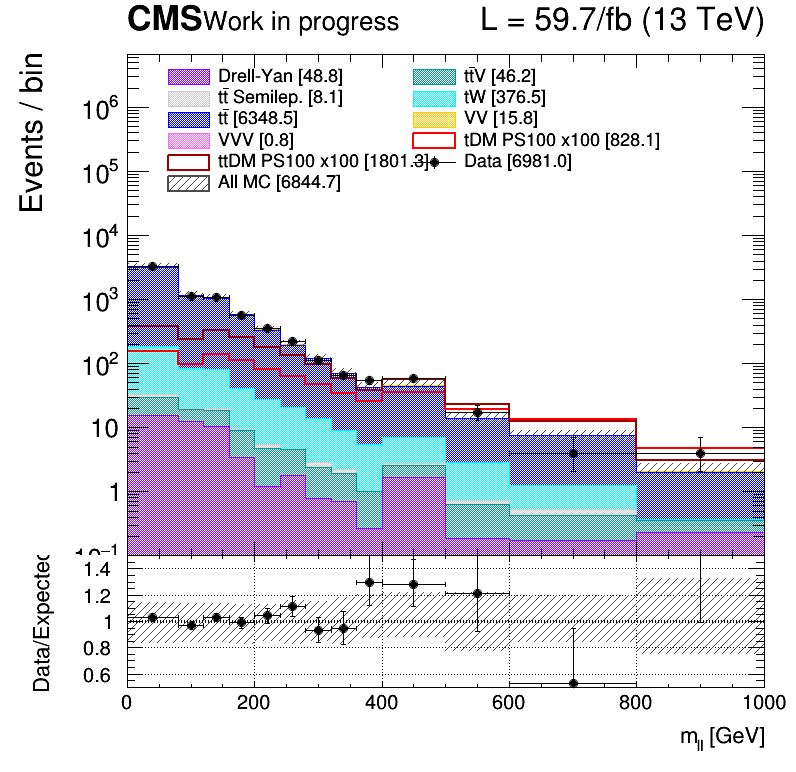 CMS Work in progress L = 59.7/fb (13 TeV)
Events / bin
Drell-Yan [48.8] tt̄V [46.2]
tt̄ Semilep. [8.1] tW [376.5]
tt̄ [6348.5] VV [15.8]
VVV [0.8] tDM PS100 x100 [828.1]
ttDM PS100 x100 [1801.3] Data [6981.0]
All MC [6844.7]
10⁶
10⁵
10⁴
10³
10²
10
1
10⁻¹
Data/Expected
1.4
1.2
1
0.8
0.6
0 200 400 600 800 1000
m_ll [GeV]